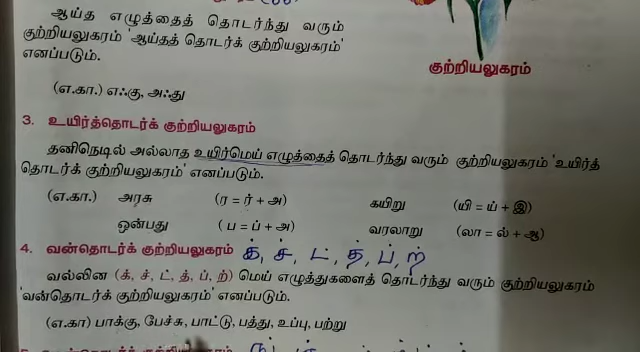 ஆய்த எழுத்தைத் தொடர்ந்து வரும்
குற்றியலுகரம் 'ஆய்தத் தொடர்க் குற்றியலுகரம்'
எனப்படும்.
குற்றியலுகரம்
(எ.கா.) எஃகு, அஃது
3. உயிர்த்தொடர்க் குற்றியலுகரம்
தனிநெடில் அல்லாத உயிர்மெய் எழுத்தைத் தொடர்ந்து வரும் குற்றியலுகரம் 'உயிர்த்
தொடர்க் குற்றியலுகரம்' எனப்படும்.
(எ.கா.) அரசு (ர = ர் + அ) கயிறு (யி = ய் + இ)
ஒன்பது ( ப = ப் + அ) வரலாறு (லா = ல் + ஆ)
4. வன்தொடர்க் குற்றியலுகரம் க், ச், ட், த், ப், ற்
வல்லின (க், ச், ட், த், ப், ற்) மெய் எழுத்துகளைத் தொடர்ந்து வரும் குற்றியலுகரம்
'வன்தொடர்க் குற்றியலுகரம்' எனப்படும்.
(எ.கா) பாக்கு, பேச்சு, பாட்டு, பத்து, உப்பு, பற்று